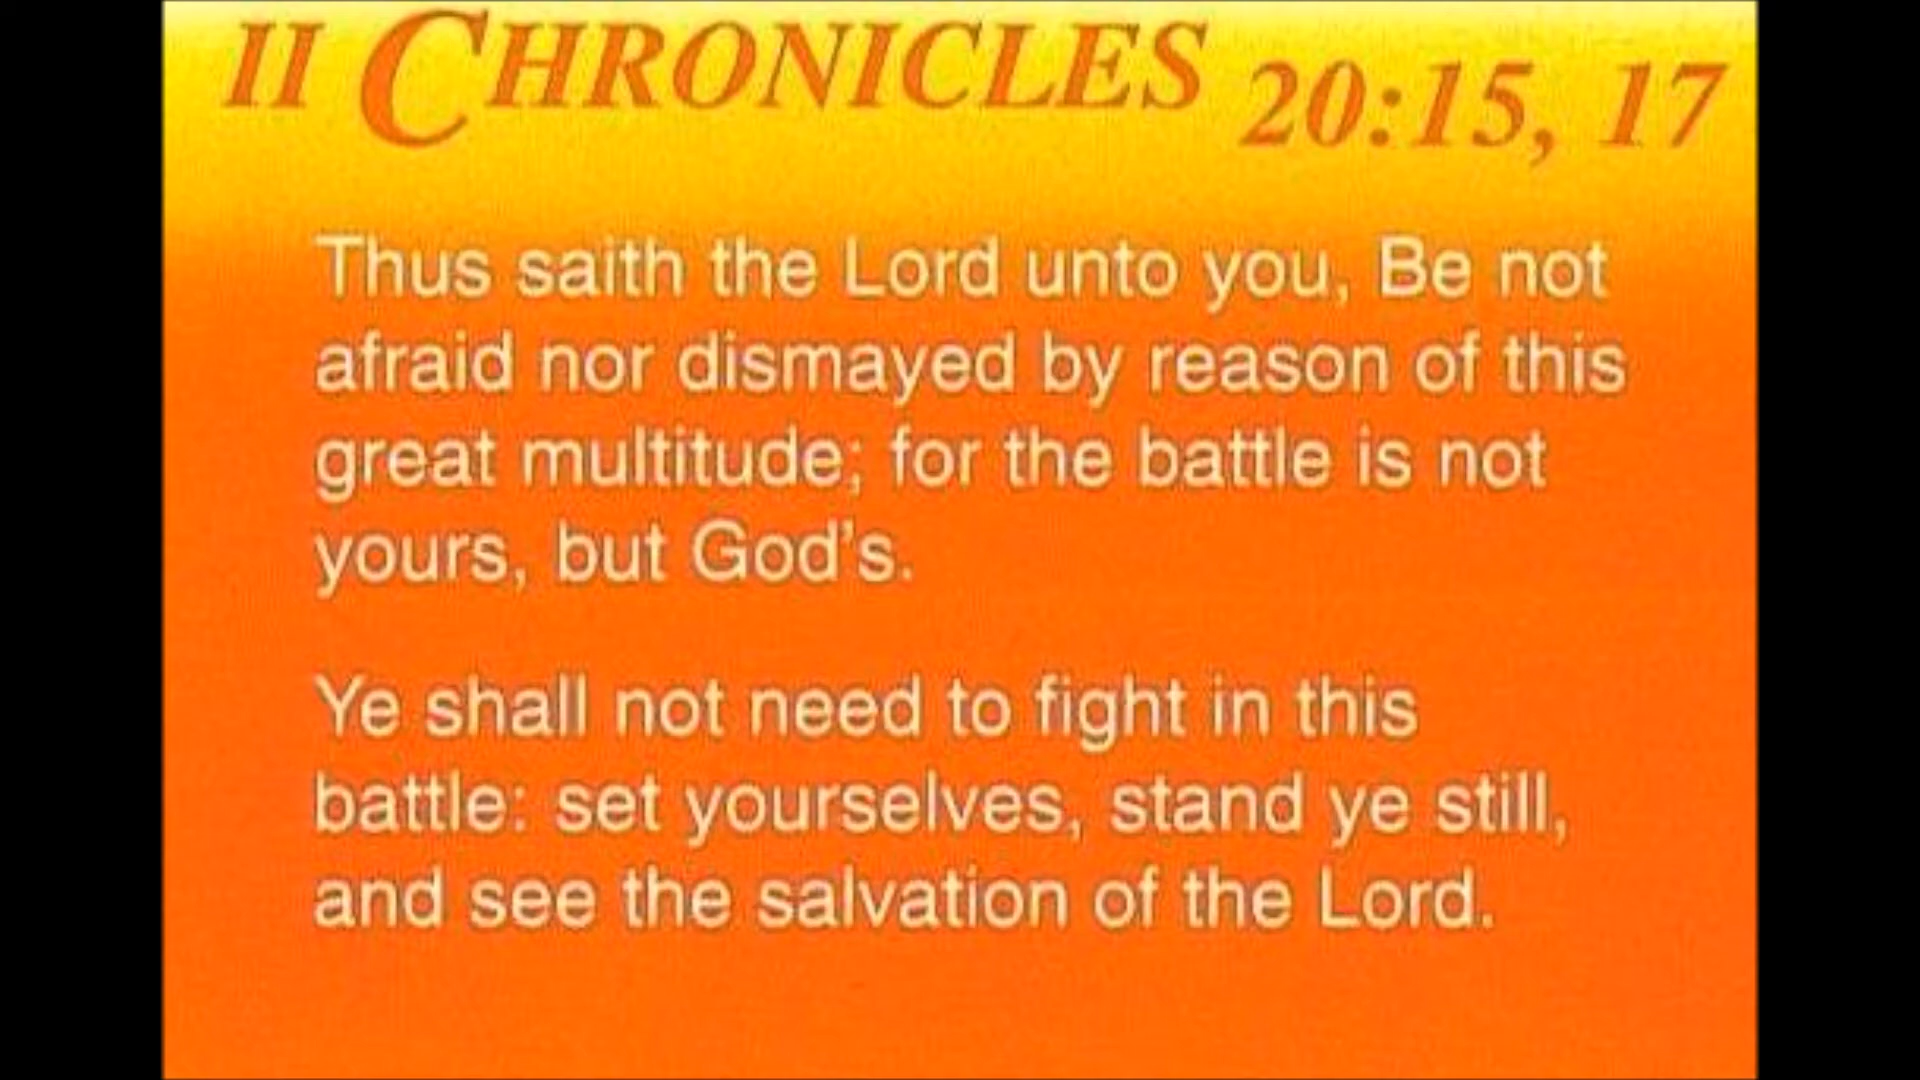 II CHRONICLES 20:15, 17
Thus saith the Lord unto you, Be not
afraid nor dismayed by reason of this
great multitude; for the battle is not
yours, but God's.
Ye shall not need to fight in this
battle: set yourselves, stand ye still,
and see the salvation of the Lord.